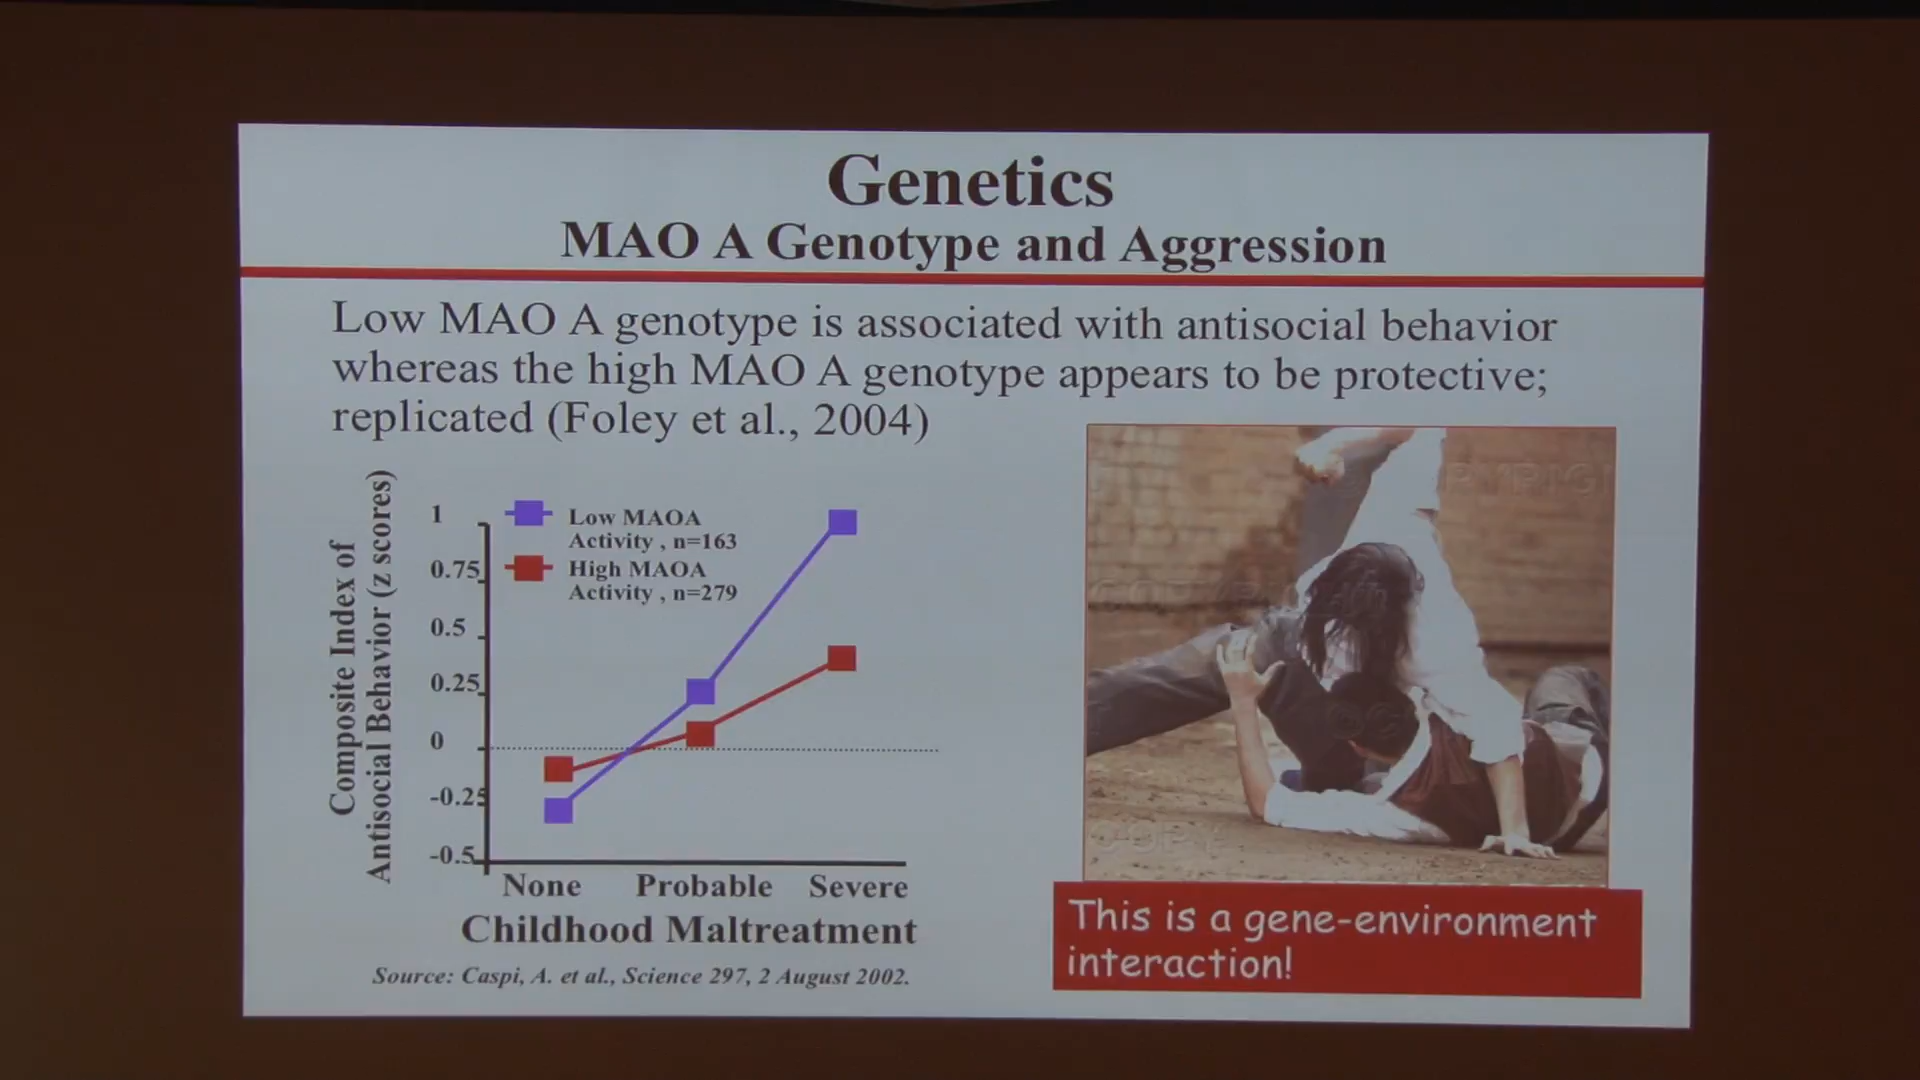 Genetics
MAO A Genotype and Aggression
Low MAO A genotype is associated with antisocial behavior
whereas the high MAO A genotype appears to be protective;
replicated (Foley et al., 2004)
Composite Index of
Antisocial Behavior (z scores)
1
0.75
0.5
0.25
0
-0.25
-0.5
Low MAOA
Activity , n=163
High MAOA
Activity , n=279
None Probable Severe
Childhood Maltreatment
Source: Caspi, A. et al., Science 297, 2 August 2002.
This is a gene-environment
interaction!